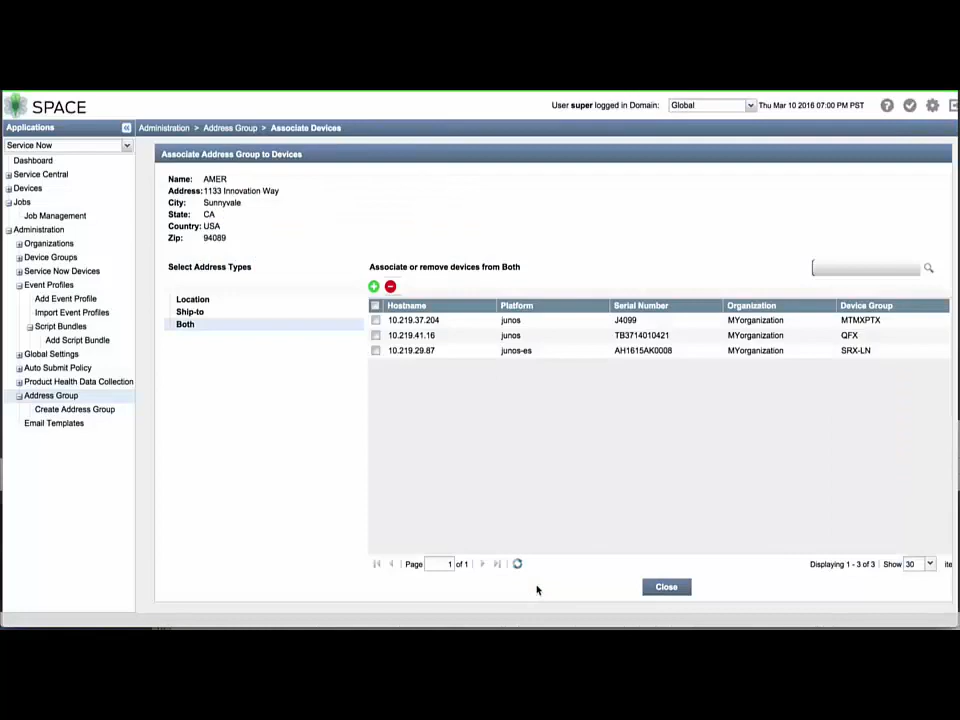 SPACE
User super logged in Domain: Global Thu Mar 10 2016 07:00 PM PST
Applications
Administration > Address Group > Associate Devices
Service Now
Dashboard
Service Central
Devices
Jobs
Job Management
Administration
Organizations
Device Groups
Service Now Devices
Event Profiles
Add Event Profile
Import Event Profiles
Script Bundles
Add Script Bundle
Global Settings
Auto Submit Policy
Product Health Data Collection
Address Group
Create Address Group
Email Templates
Associate Address Group to Devices
Name: AMER
Address: 1133 Innovation Way
City: Sunnyvale
State: CA
Country: USA
Zip: 94089
Select Address Types
Location
Ship-to
Both
Associate or remove devices from Both
Hostname Platform Serial Number Organization Device Group
10.219.37.204 junos J4099 MYorganization MTMXPTX
10.219.41.16 junos TB3714010421 MYorganization QFX
10.219.29.87 junos-es AH1615AK0008 MYorganization SRX-LN
Page 1 of 1 Displaying 1 - 3 of 3 Show 30 ite
Close